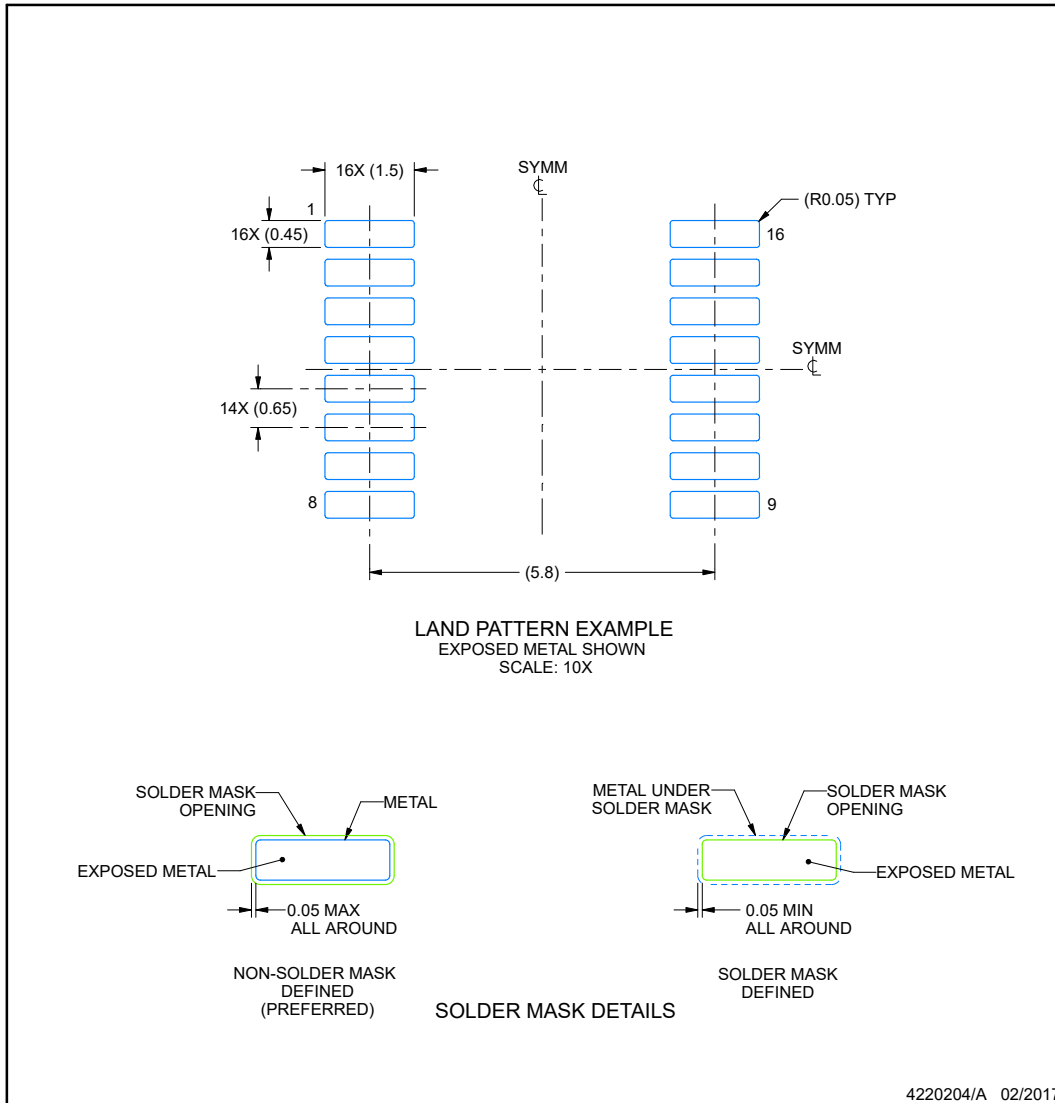 SYMM
℄
16X (1.5)
(R0.05) TYP
1
16
16X (0.45)
SYMM
℄
14X (0.65)
8
9
(5.8)
LAND PATTERN EXAMPLE
EXPOSED METAL SHOWN
SCALE: 10X
SOLDER MASK
OPENING
METAL
EXPOSED METAL
0.05 MAX
ALL AROUND
NON-SOLDER MASK
DEFINED
(PREFERRED)
METAL UNDER
SOLDER MASK
SOLDER MASK
OPENING
EXPOSED METAL
0.05 MIN
ALL AROUND
SOLDER MASK
DEFINED
SOLDER MASK DETAILS
4220204/A 02/2017